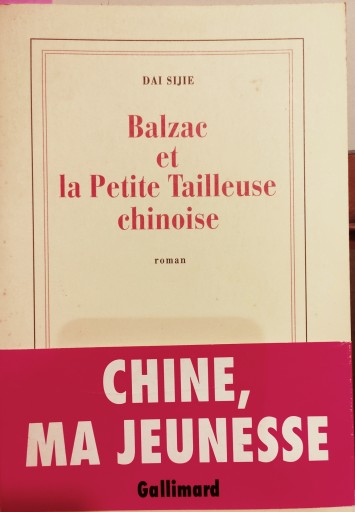 DAI SIJIE
Balzac
et
la Petite Tailleuse
chinoise
roman
CHINE,
MA JEUNESSE
Gallimard